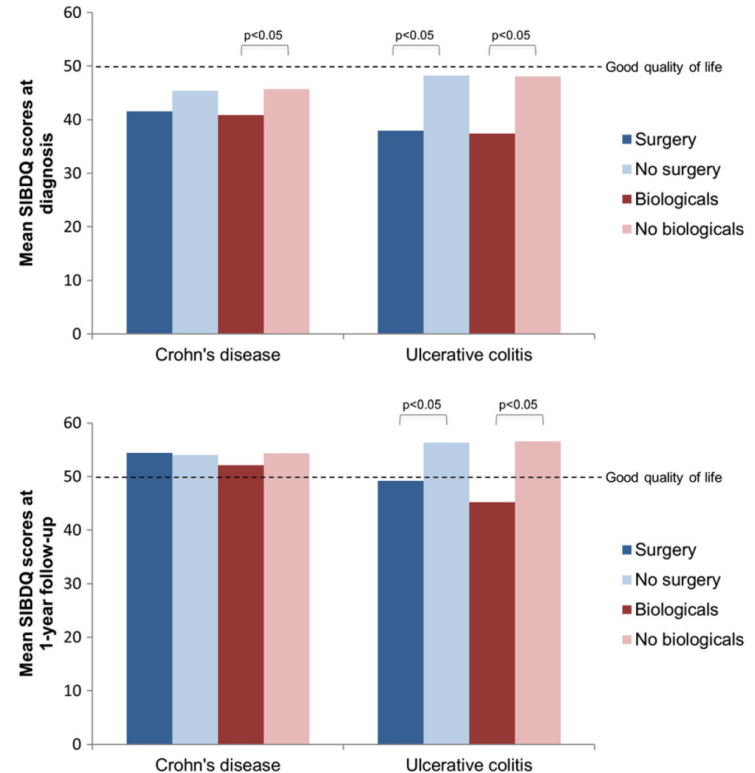 60
50
40
30
20
10
0
Mean SIBDQ scores at
diagnosis
p<0.05
p<0.05
p<0.05
Good quality of life
Surgery
No surgery
Biologicals
No biologicals
Crohn's disease
Ulcerative colitis
60
50
40
30
20
10
0
Mean SIBDQ scores at
1-year follow-up
p<0.05
p<0.05
Good quality of life
Surgery
No surgery
Biologicals
No biologicals
Crohn's disease
Ulcerative colitis